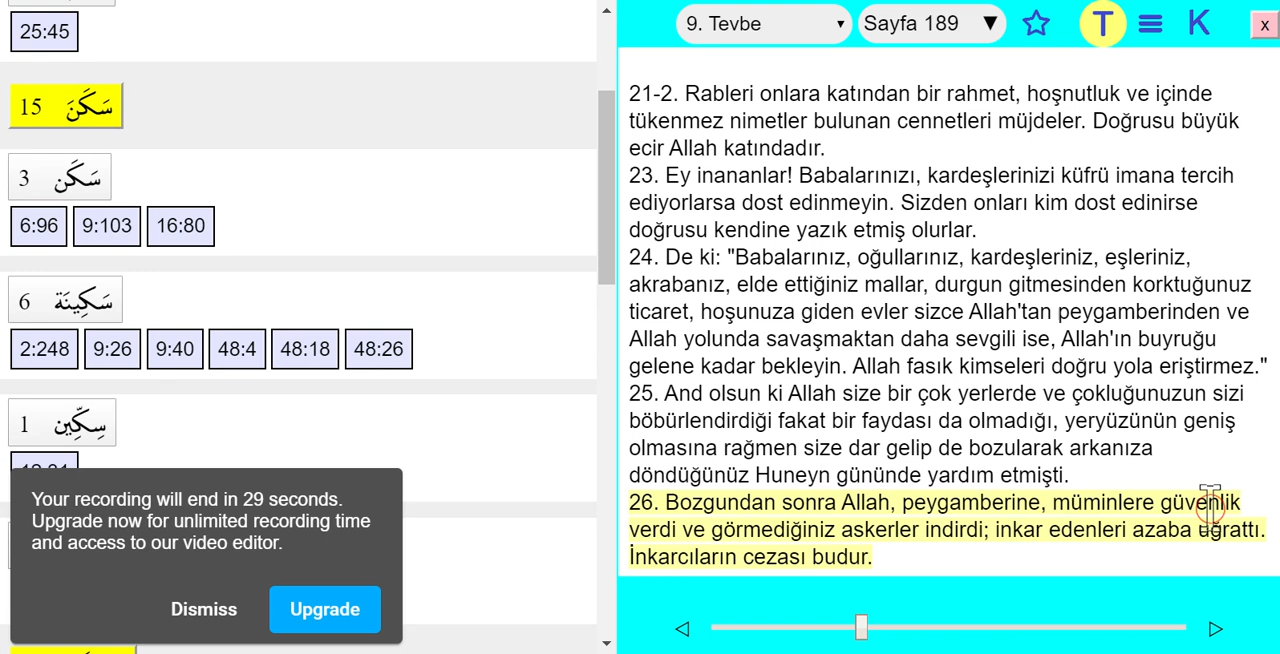 25:45
سَكَنَ 15
سَكَن 3
6:96 9:103 16:80
سَكِينَة 6
2:248 9:26 9:40 48:4 48:18 48:26
سِكِّين 1
Your recording will end in 29 seconds.
Upgrade now for unlimited recording time
and access to our video editor.
Dismiss Upgrade
9. Tevbe Sayfa 189 T K x
21-2. Rableri onlara katından bir rahmet, hoşnutluk ve içinde
tükenmez nimetler bulunan cennetleri müjdeler. Doğrusu büyük
ecir Allah katındadır.
23. Ey inananlar! Babalarınızı, kardeşlerinizi küfrü imana tercih
ediyorlarsa dost edinmeyin. Sizden onları kim dost edinirse
doğrusu kendine yazık etmiş olurlar.
24. De ki: "Babalarınız, oğullarınız, kardeşleriniz, eşleriniz,
akrabanız, elde ettiğiniz mallar, durgun gitmesinden korktuğunuz
ticaret, hoşunuza giden evler sizce Allah'tan peygamberinden ve
Allah yolunda savaşmaktan daha sevgili ise, Allah'ın buyruğu
gelene kadar bekleyin. Allah fasık kimseleri doğru yola eriştirmez."
25. And olsun ki Allah size bir çok yerlerde ve çokluğunuzun sizi
böbürlendirdiği fakat bir faydası da olmadığı, yeryüzünün geniş
olmasına rağmen size dar gelip de bozularak arkanıza
döndüğünüz Huneyn gününde yardım etmişti.
26. Bozgundan sonra Allah, peygamberine, müminlere güvenlik
verdi ve görmediğiniz askerler indirdi; inkar edenleri azaba uğrattı.
İnkarcıların cezası budur.